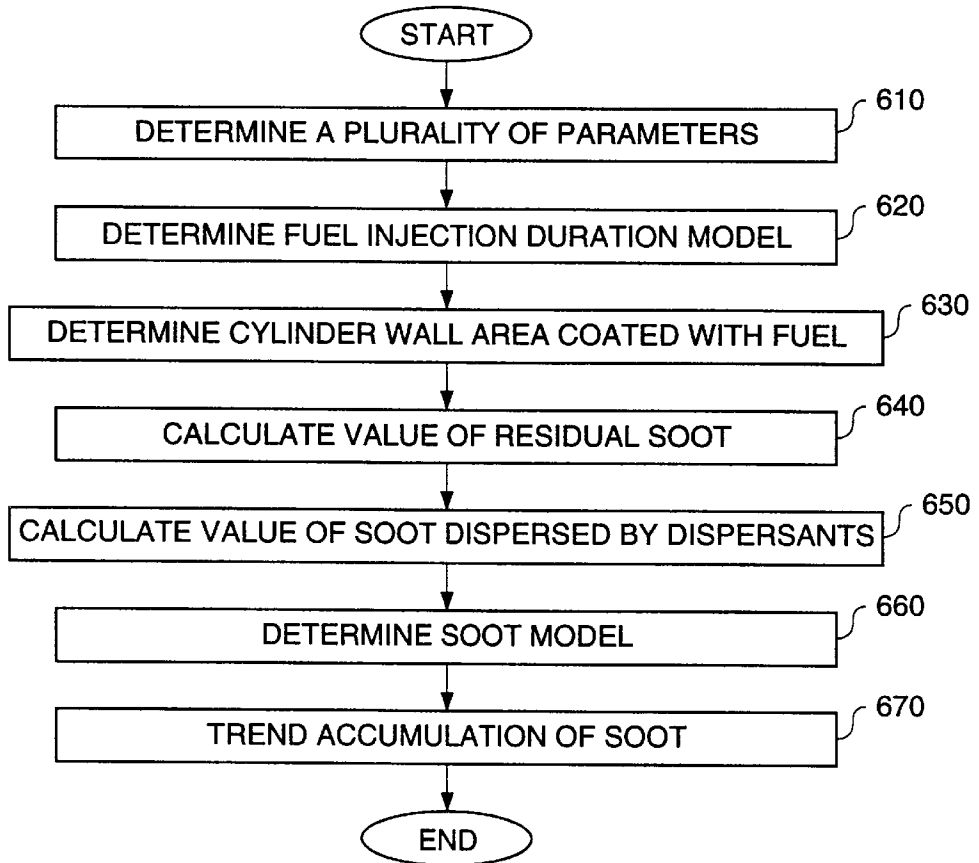 START
DETERMINE A PLURALITY OF PARAMETERS
610
DETERMINE FUEL INJECTION DURATION MODEL
620
DETERMINE CYLINDER WALL AREA COATED WITH FUEL
630
CALCULATE VALUE OF RESIDUAL SOOT
640
CALCULATE VALUE OF SOOT DISPERSED BY DISPERSANTS
650
DETERMINE SOOT MODEL
660
TREND ACCUMULATION OF SOOT
670
END